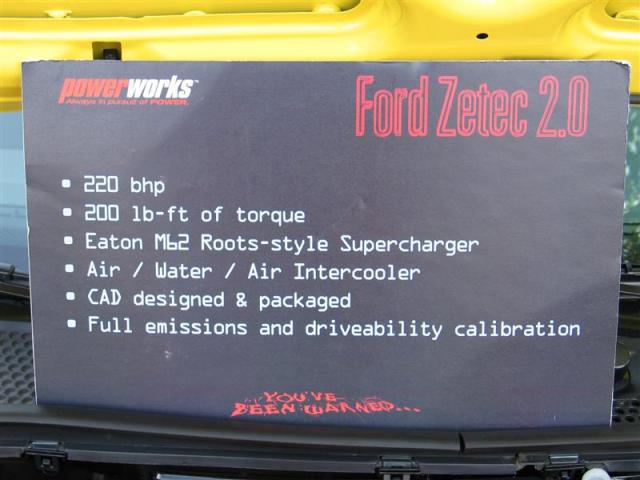 powerworks™
Always in pursuit of POWER.
Ford Zetec 2.0
• 220 bhp
• 200 lb-ft of torque
• Eaton M62 Roots-style Supercharger
• Air / Water / Air Intercooler
• CAD designed & packaged
• Full emissions and driveability calibration
YOU'VE
BEEN WARNED...